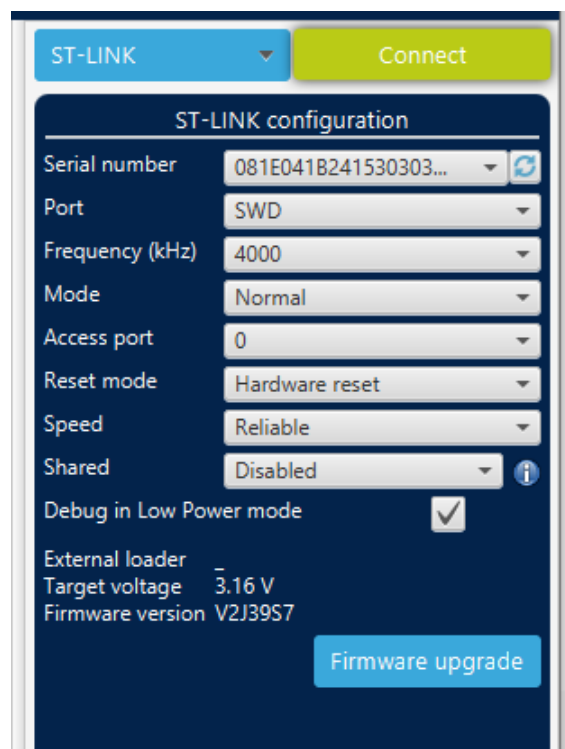 ST-LINK Connect
ST-LINK configuration
Serial number 081E041B241530303...
Port SWD
Frequency (kHz) 4000
Mode Normal
Access port 0
Reset mode Hardware reset
Speed Reliable
Shared Disabled
Debug in Low Power mode
External loader _
Target voltage 3.16 V
Firmware version V2J39S7
Firmware upgrade